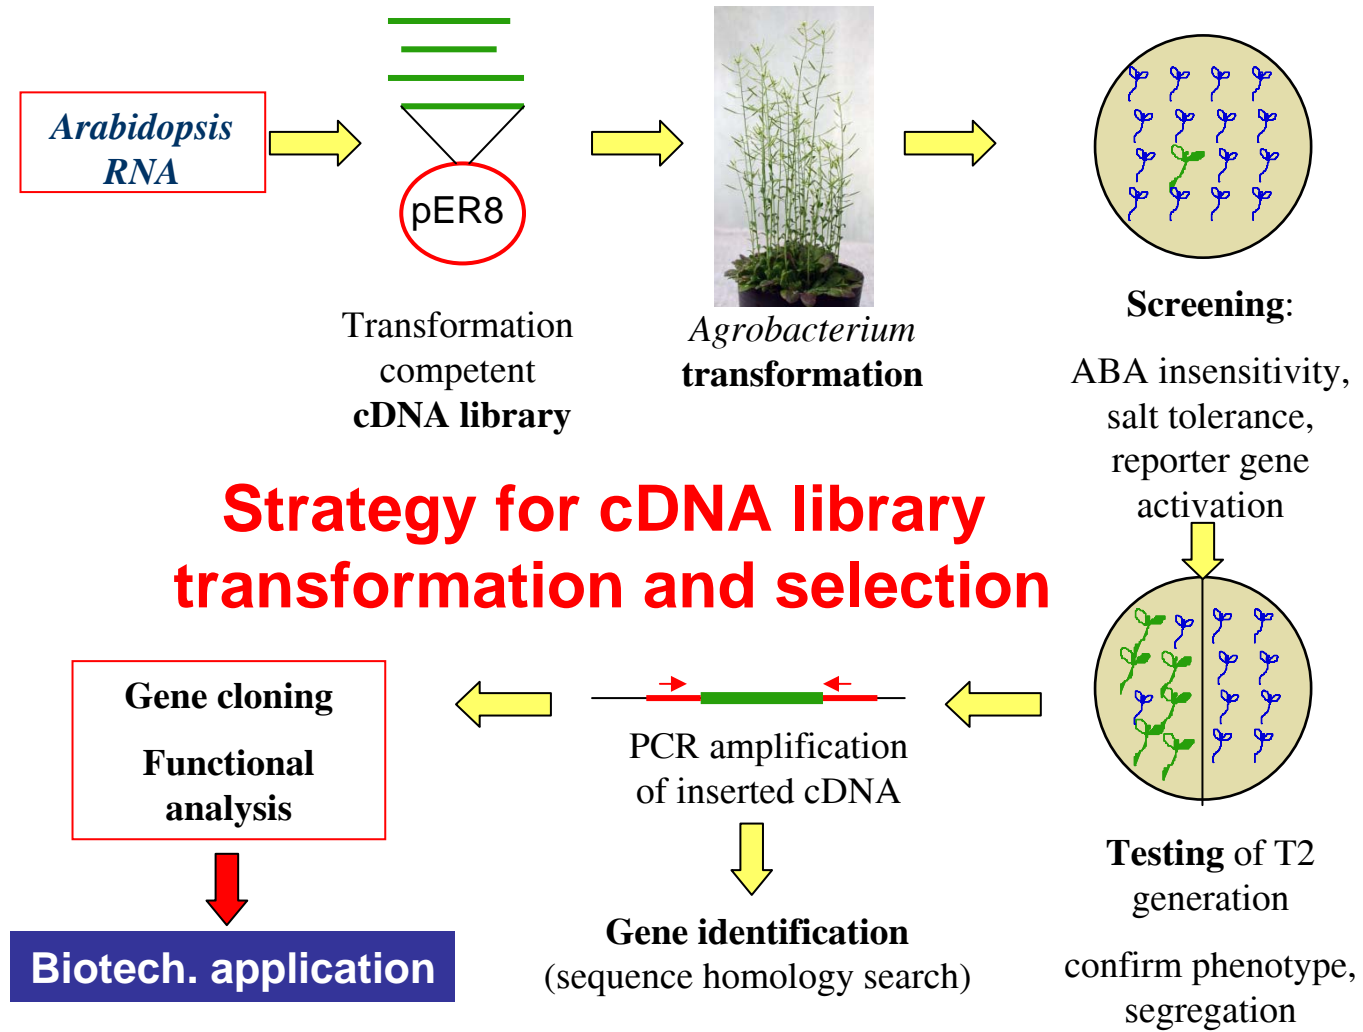 Arabidopsis
RNA
pER8
Transformation
competent
cDNA library
Agrobacterium
transformation
Screening:
ABA insensitivity,
salt tolerance,
reporter gene
activation
Strategy for cDNA library
transformation and selection
Testing of T2
generation
confirm phenotype,
segregation
PCR amplification
of inserted cDNA
Gene identification
(sequence homology search)
Gene cloning
Functional
analysis
Biotech. application